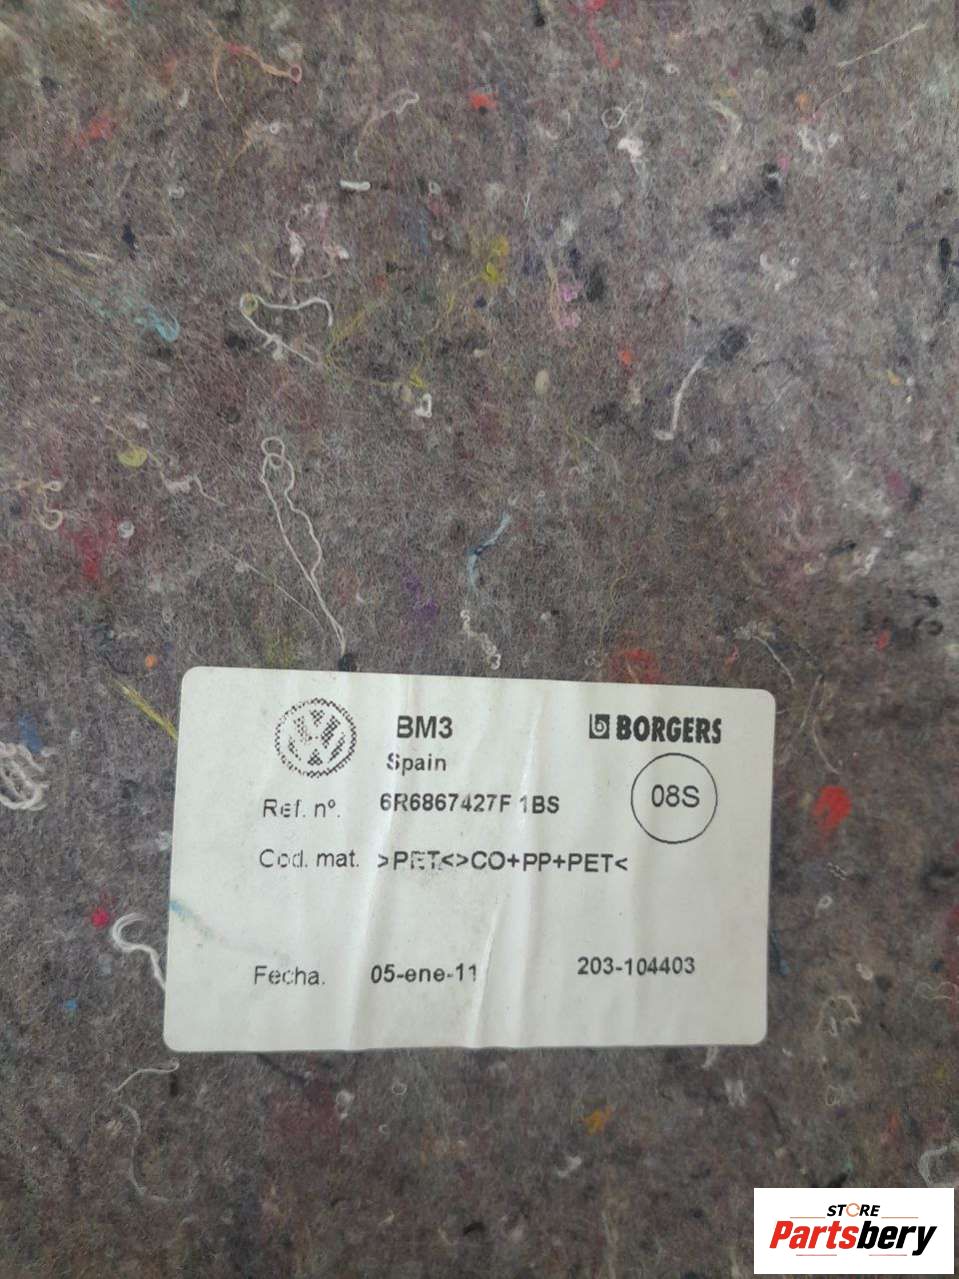 BM3
BORGERS
Spain
Ref. nº. 6R6867427F 1BS
08S
Cod. mat. >PET<>CO+PP+PET<
Fecha. 05-ene-11 203-104403
STORE
Partsbery